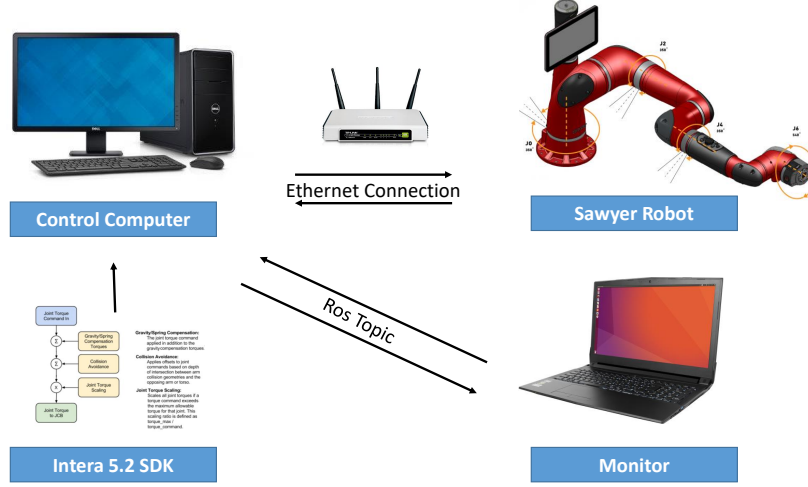 J2
J0
J4
J6
Ethernet Connection
Control Computer
Sawyer Robot
Ros Topic
Joint Torque
Command In
Σ
Gravity/Spring
Compensation
Torques
Σ
Collision
Avoidance
x
Joint Torque
Scaling
Joint Torque
to JCB
Gravity/Spring Compensation:
The joint torque command
applied in addition to the
gravity compensation torques
Collision Avoidance:
Applies offsets to joint
commands based on depth
of intersection between arm
collision geometries and the
opposing arm or torso.
Joint Torque Scaling:
Scales all joint torques if a
torque command exceeds
the maximum allowable
torque for that joint. This
scaling ratio is defined as
torque_max /
torque_command.
Intera 5.2 SDK
Monitor